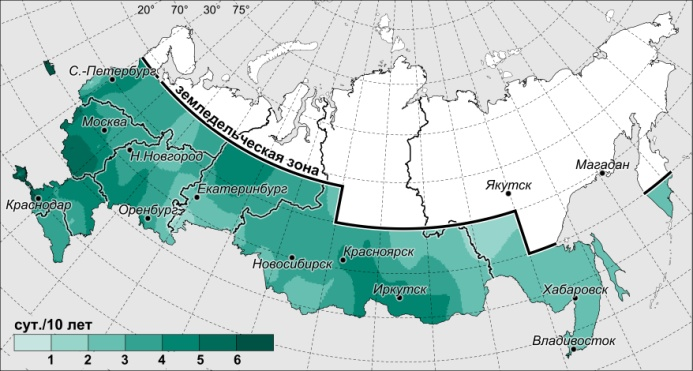 20° 30° 75°
С.-Петербург
Москва
Н.Новгород
земледельческая зона
Магадан
Якутск
Краснодар
Екатеринбург
Оренбург
Новосибирск
Красноярск
Иркутск
Хабаровск
Владивосток
сут./10 лет
1 2 3 4 5 6